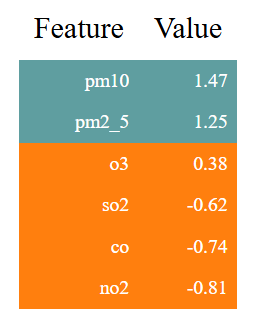 Feature Value
pm10 1.47
pm2_5 1.25
o3 0.38
so2 -0.62
co -0.74
no2 -0.81